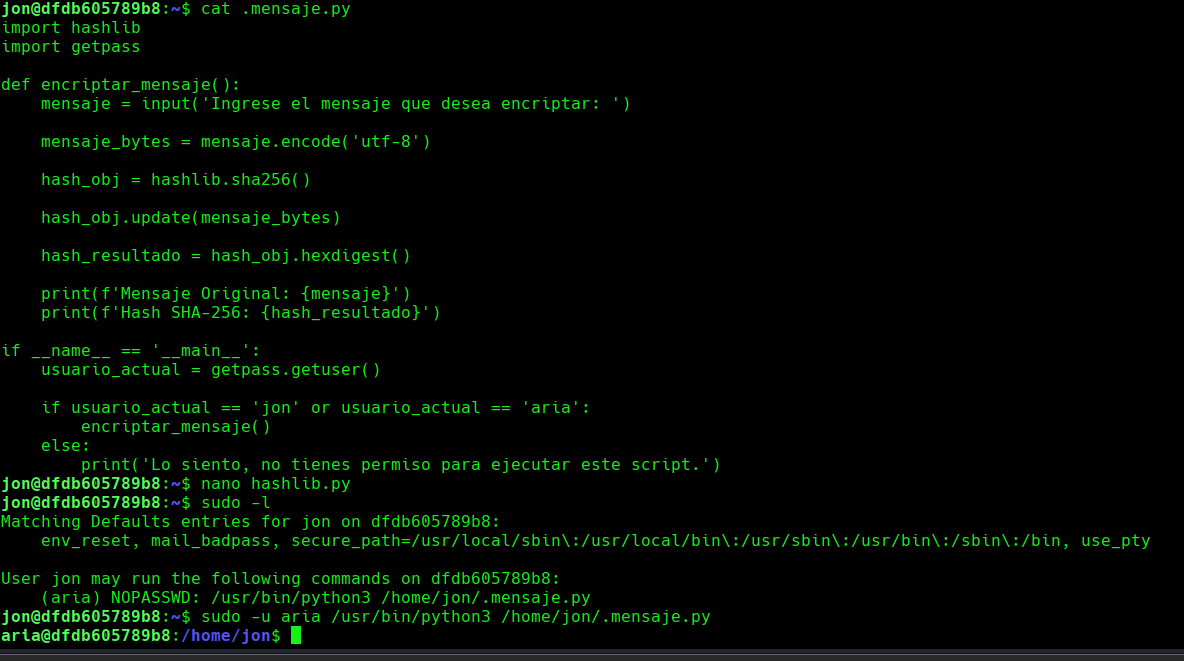 jon@dfdb605789b8:~$ cat .mensaje.py
import hashlib
import getpass
def encriptar_mensaje():
    mensaje = input('Ingrese el mensaje que desea encriptar: ')
    mensaje_bytes = mensaje.encode('utf-8')
    hash_obj = hashlib.sha256()
    hash_obj.update(mensaje_bytes)
    hash_resultado = hash_obj.hexdigest()
    print(f'Mensaje Original: {mensaje}')
    print(f'Hash SHA-256: {hash_resultado}')
if __name__ == '__main__':
    usuario_actual = getpass.getuser()
    if usuario_actual == 'jon' or usuario_actual == 'aria':
        encriptar_mensaje()
    else:
        print('Lo siento, no tienes permiso para ejecutar este script.')
jon@dfdb605789b8:~$ nano hashlib.py
jon@dfdb605789b8:~$ sudo -l
Matching Defaults entries for jon on dfdb605789b8:
    env_reset, mail_badpass, secure_path=/usr/local/sbin\:/usr/local/bin\:/usr/sbin\:/usr/bin\:/sbin\:/bin, use_pty
User jon may run the following commands on dfdb605789b8:
    (aria) NOPASSWD: /usr/bin/python3 /home/jon/.mensaje.py
jon@dfdb605789b8:~$ sudo -u aria /usr/bin/python3 /home/jon/.mensaje.py
aria@dfdb605789b8:/home/jon$